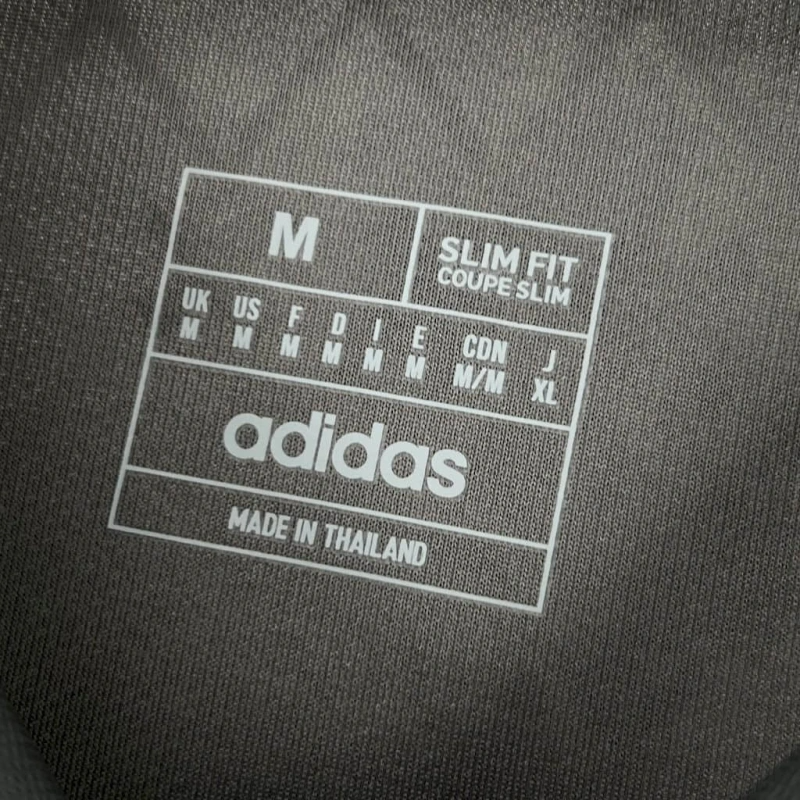 M
SLIM FIT
COUPE SLIM
UK US F D I E CDN J
M M M M M M M/M XL
adidas
MADE IN THAILAND